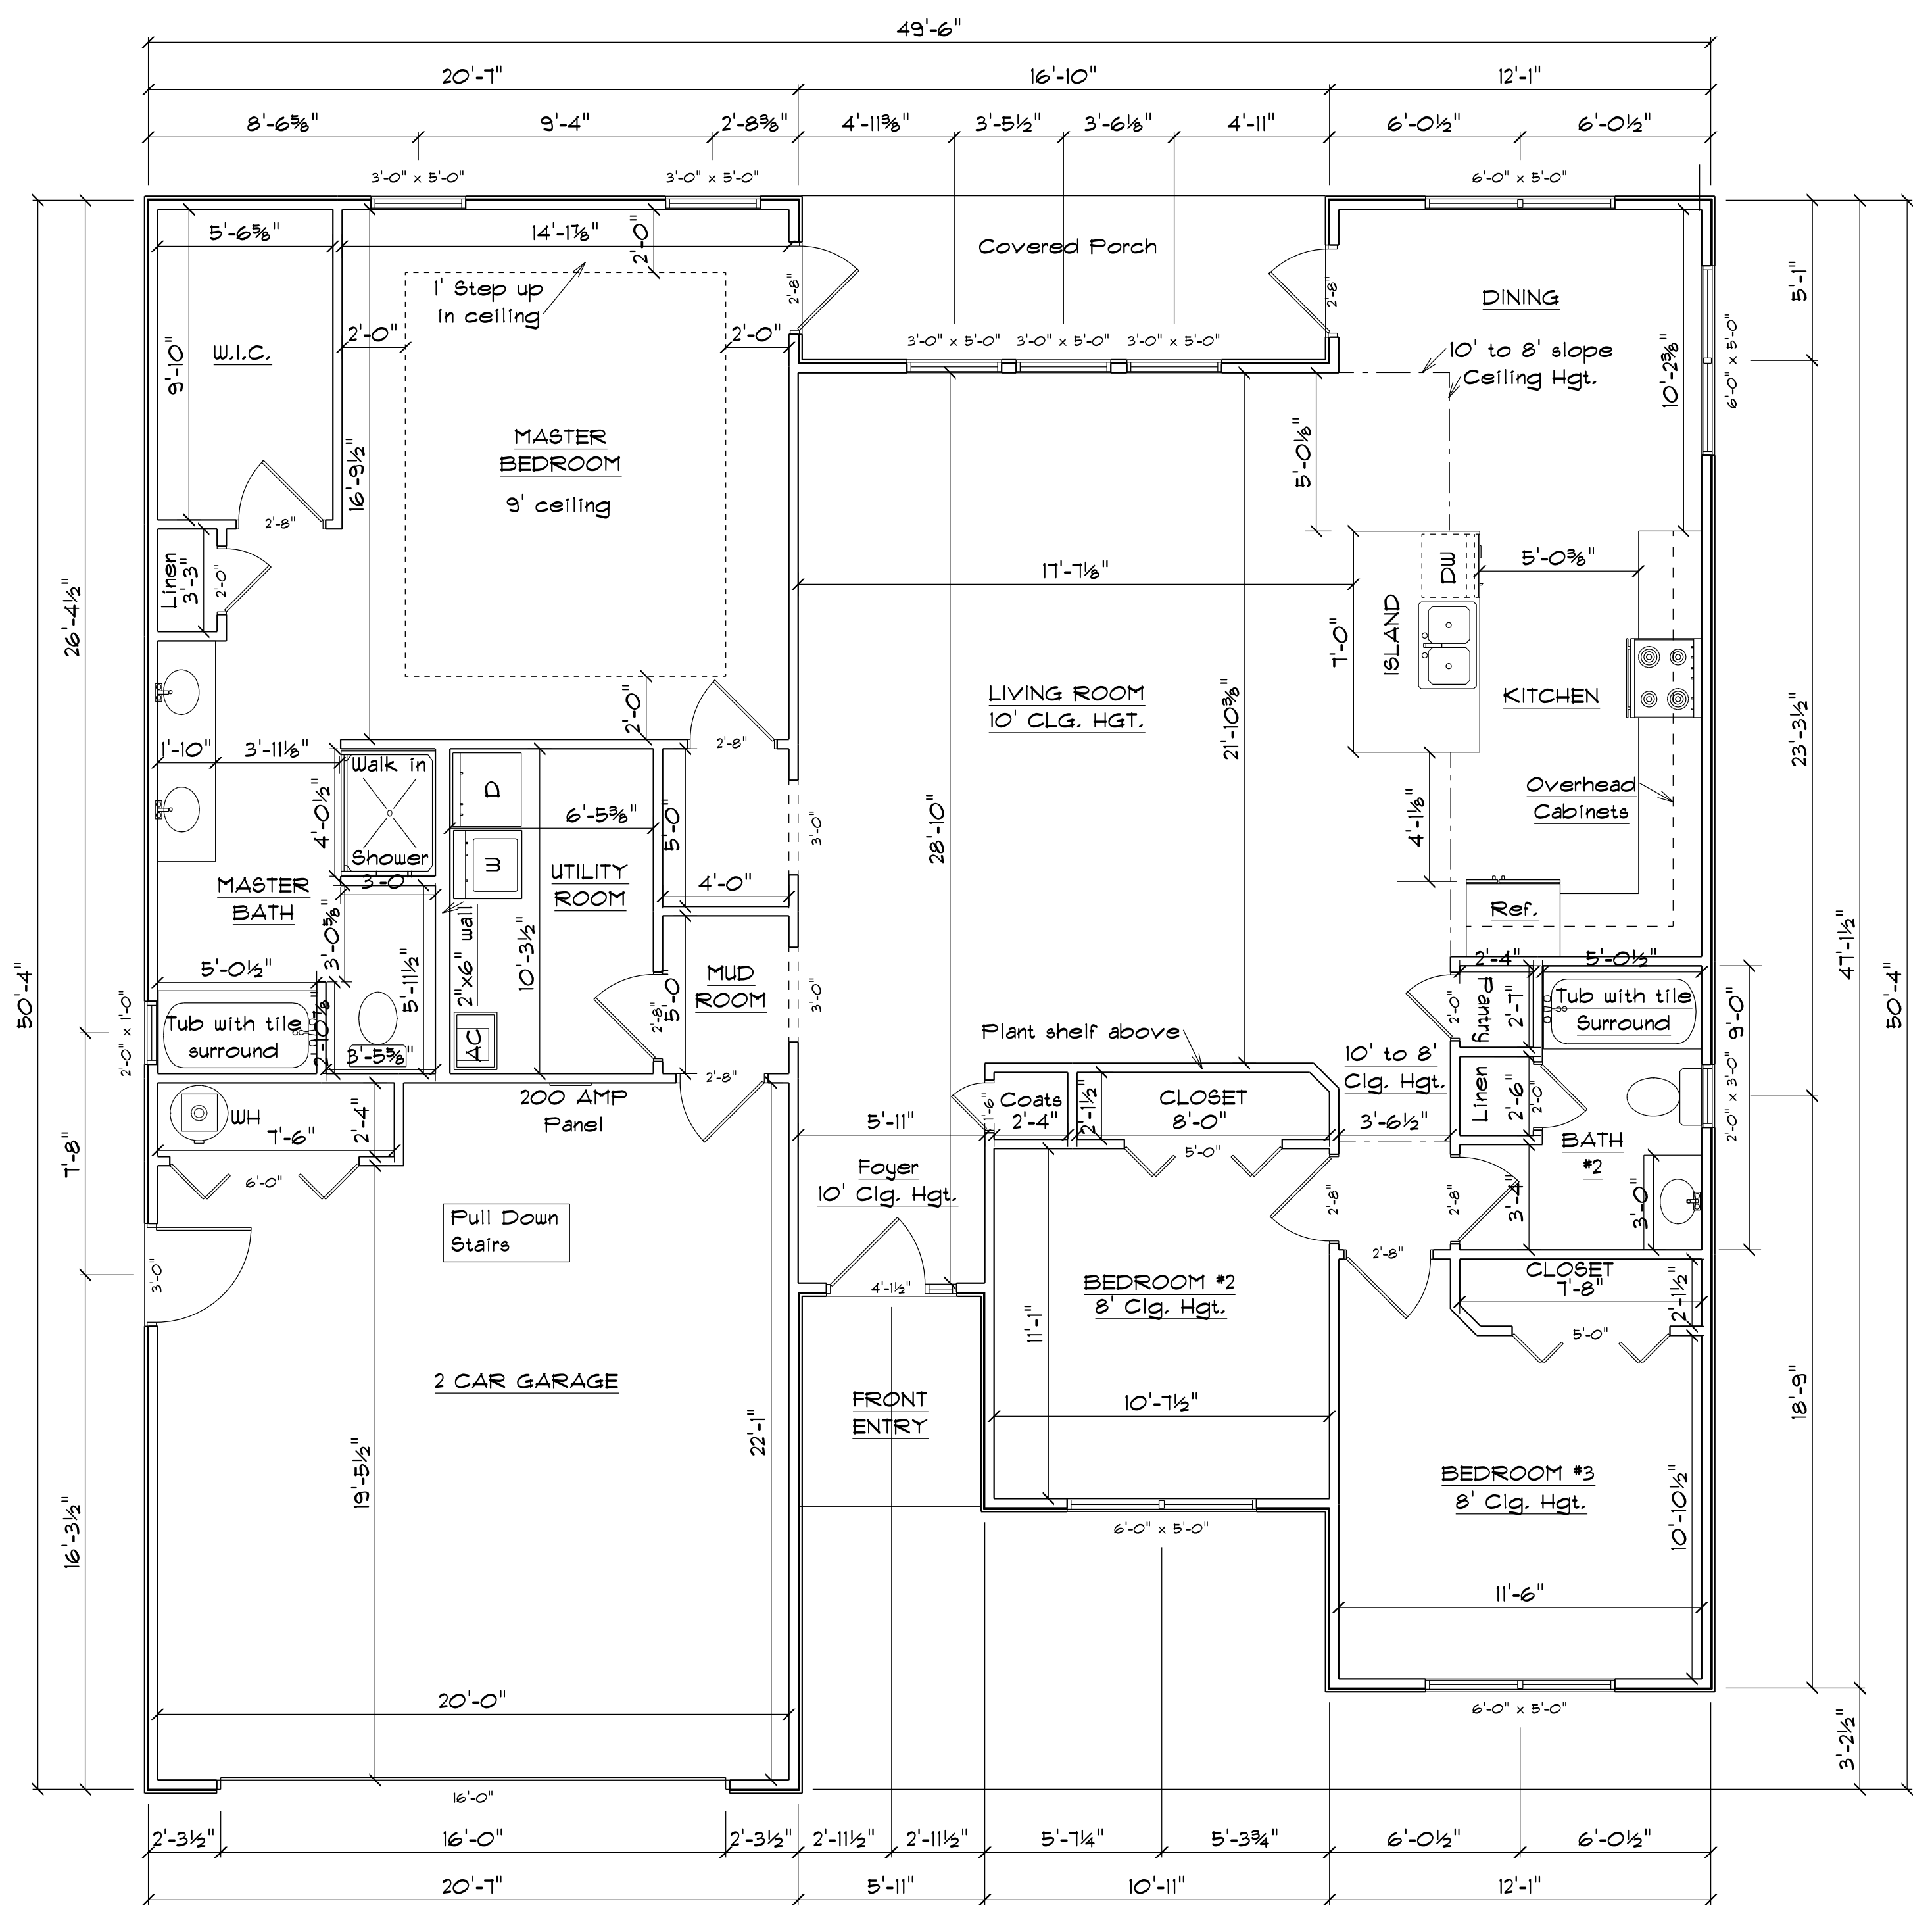 49'-6"
20'-7" 16'-10" 12'-1"
8'-6⅝" 9'-4" 2'-8⅜" 4'-11⅜" 3'-5½" 3'-6⅛" 4'-11" 6'-0½" 6'-0½"
3'-0" x 5'-0" 3'-0" x 5'-0" 6'-0" x 5'-0"
5'-6⅝" 14'-1⅞" 2'-0"
Covered Porch
1' Step up
in ceiling
2'-8" 2'-8"
DINING
5'-1"
2'-0" 2'-0"
3'-0" x 5'-0" 3'-0" x 5'-0" 3'-0" x 5'-0"
W.I.C.
9'-10"
10' to 8' slope
Ceiling Hgt.
10'-2⅜"
6'-0" x 5'-0"
MASTER
BEDROOM
9' ceiling
16'-9½"
5'-0⅛"
2'-8"
Linen
3'-3"
2'-0"
17'-7⅛"
DW
5'-0⅜"
26'-4½"
ISLAND
7'-0"
KITCHEN
LIVING ROOM
10' CLG. HGT.
21'-10⅜"
23'-3½"
2'-0"
2'-8"
1'-10" 3'-11⅛"
Walk in
Shower
4'-0½"
D
W
6'-5⅜"
5'-0"
3'-0"
28'-10"
4'-1⅛"
Overhead
Cabinets
UTILITY
ROOM
4'-0"
3'-0"
MASTER
BATH
Ref.
2"x6" wall
10'-3½"
3'-0⅝"
5'-11½"
47'-1½"
50'-4"
50'-4"
5'-0½"
MUD
ROOM
5'-0"
2'-8"
3'-0"
2'-4" 5'-0½"
Pantry
2'-1"
2'-0"
Tub with tile
Surround
9'-0"
Tub with tile
surround
2'-10⅞"
3'-5⅝"
AC
2'-0" x 1'-0"
Plant shelf above
10' to 8'
Clg. Hgt.
2'-8"
200 AMP
Panel
WH
7'-6"
2'-4"
Coats
2'-4"
1'-6"
2'-1½"
CLOSET
8'-0"
3'-6½"
Linen
2'-6"
2'-0"
2'-0" x 3'-0"
5'-11"
BATH
#2
7'-8"
6'-0"
Foyer
10' Clg. Hgt.
5'-0"
2'-8" 2'-8"
3'-4"
3'-0"
Pull Down
Stairs
3'-0"
4'-1½"
2'-8"
BEDROOM #2
8' Clg. Hgt.
11'-1"
CLOSET
7'-8"
2'-1½"
5'-0"
2 CAR GARAGE
FRONT
ENTRY
10'-7½"
18'-9"
22'-1"
19'-5½"
16'-3½"
BEDROOM #3
8' Clg. Hgt.
10'-10½"
6'-0" x 5'-0"
11'-6"
20'-0"
6'-0" x 5'-0"
3'-2½"
16'-0"
2'-3½" 16'-0" 2'-3½" 2'-11½" 2'-11½" 5'-7¼" 5'-3¾" 6'-0½" 6'-0½"
20'-7" 5'-11" 10'-11" 12'-1"